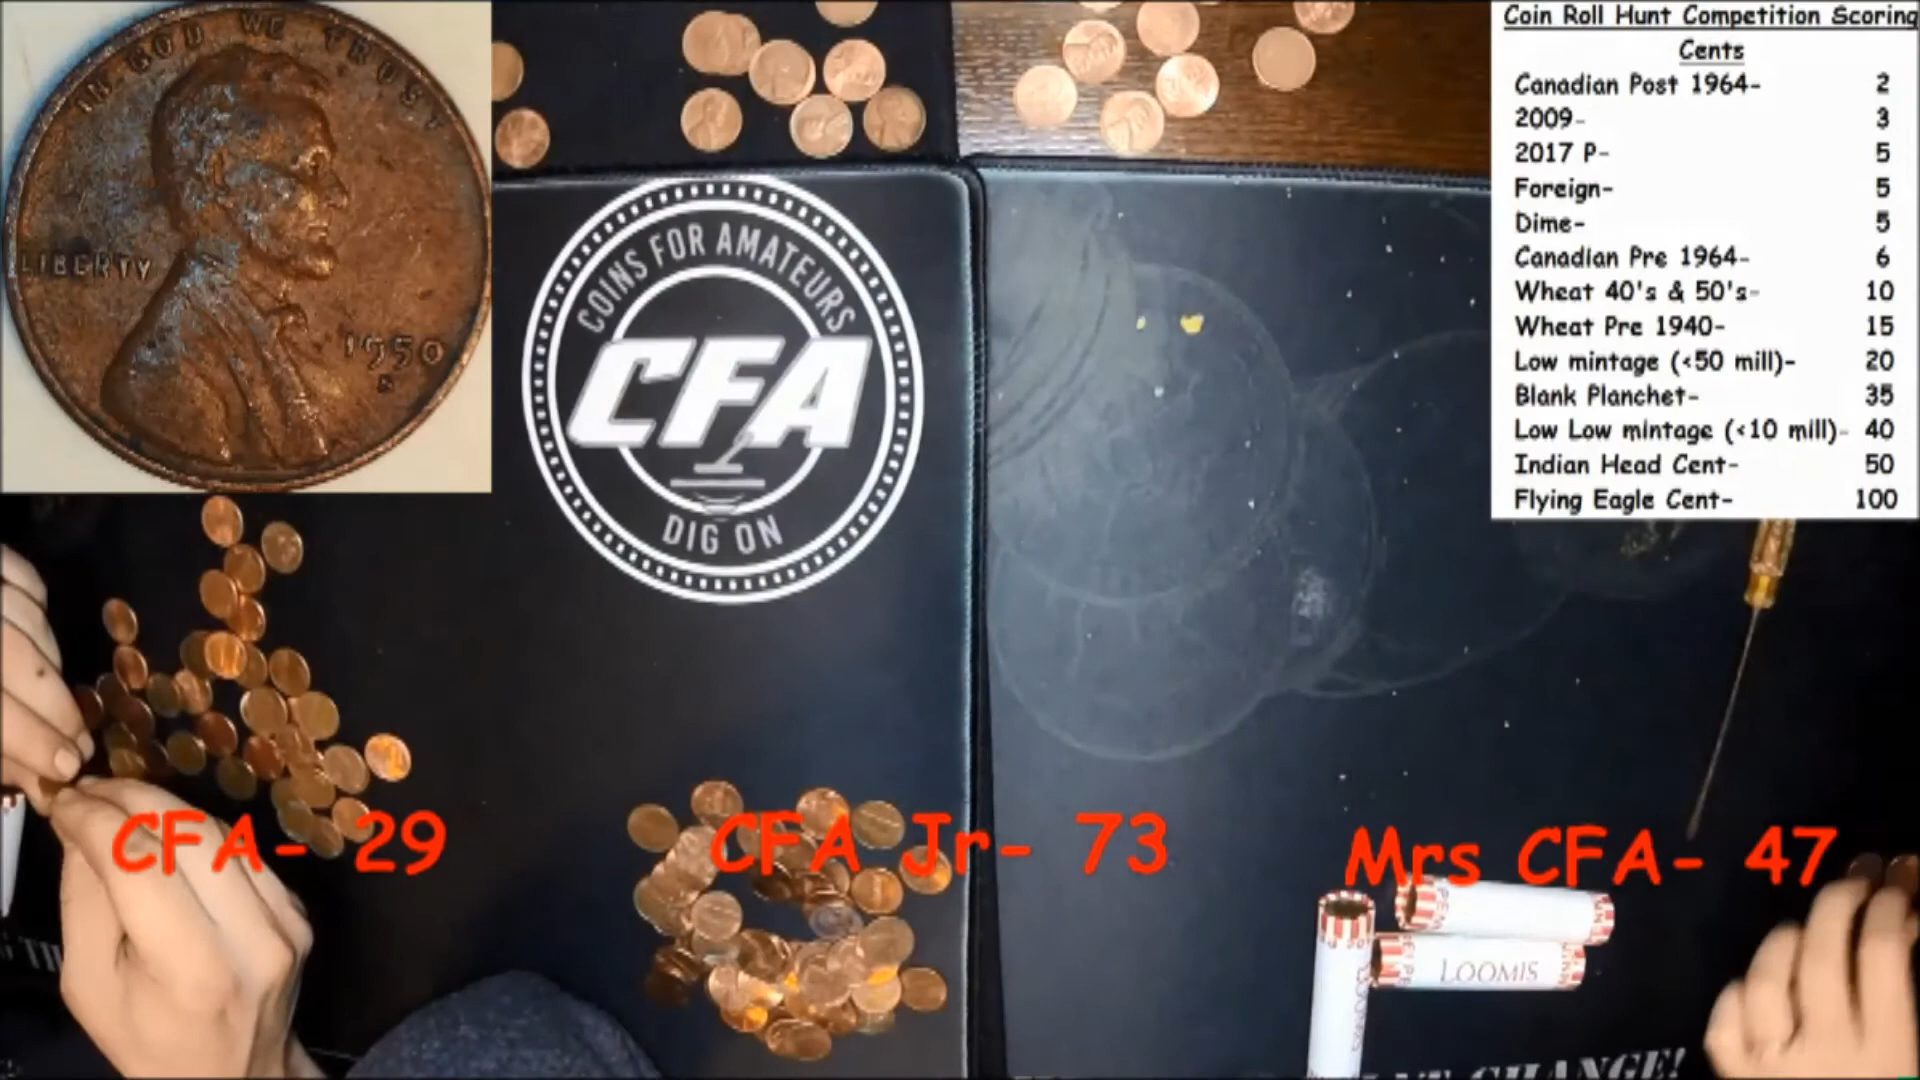 IN GOD WE TRUST
LIBERTY
1950
COINS FOR AMATEURS
CFA
DIG ON
Coin Roll Hunt Competition Scoring
Cents
Canadian Post 1964- 2
2009- 3
2017 P- 5
Foreign- 5
Dime- 5
Canadian Pre 1964- 6
Wheat 40's & 50's- 10
Wheat Pre 1940- 15
Low mintage (<50 mill)- 20
Blank Planchet- 35
Low Low mintage (<10 mill)- 40
Indian Head Cent- 50
Flying Eagle Cent- 100
CFA- 29
CFA Jr- 73
Mrs CFA- 47
LOOMIS
CHANGE!